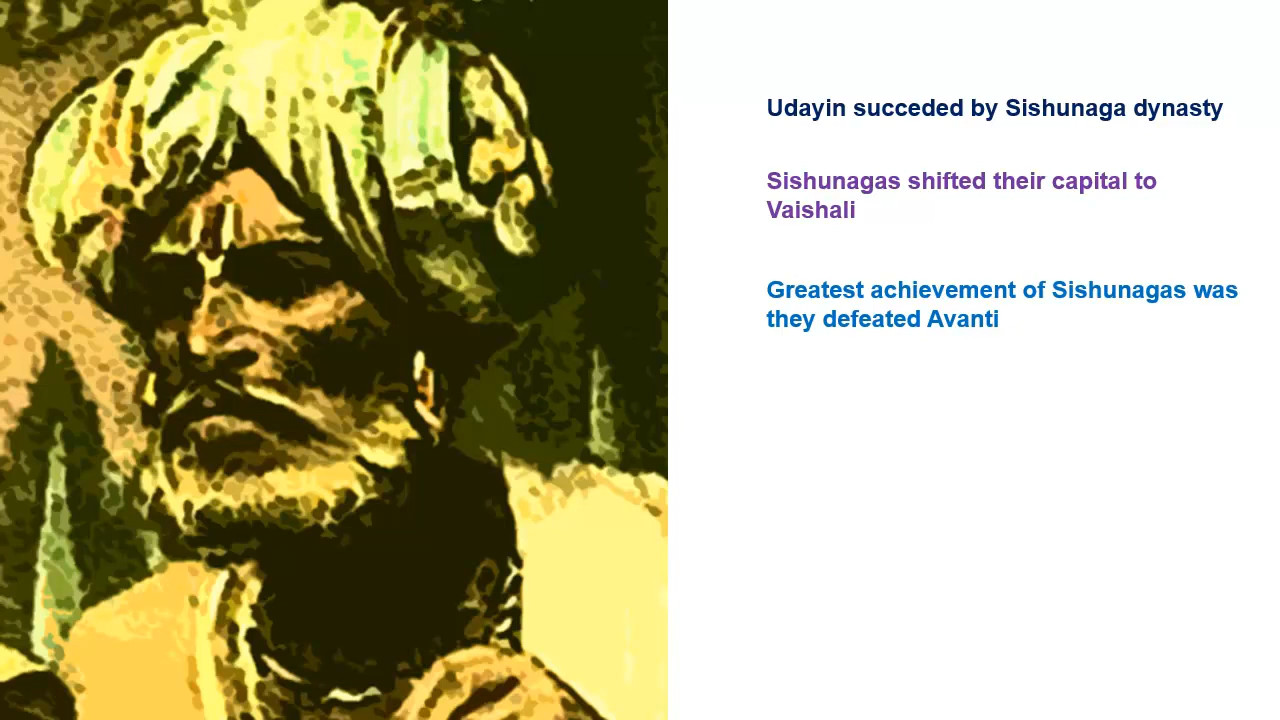 Udayin succeded by Sishunaga dynasty
Sishunagas shifted their capital to
Vaishali
Greatest achievement of Sishunagas was
they defeated Avanti